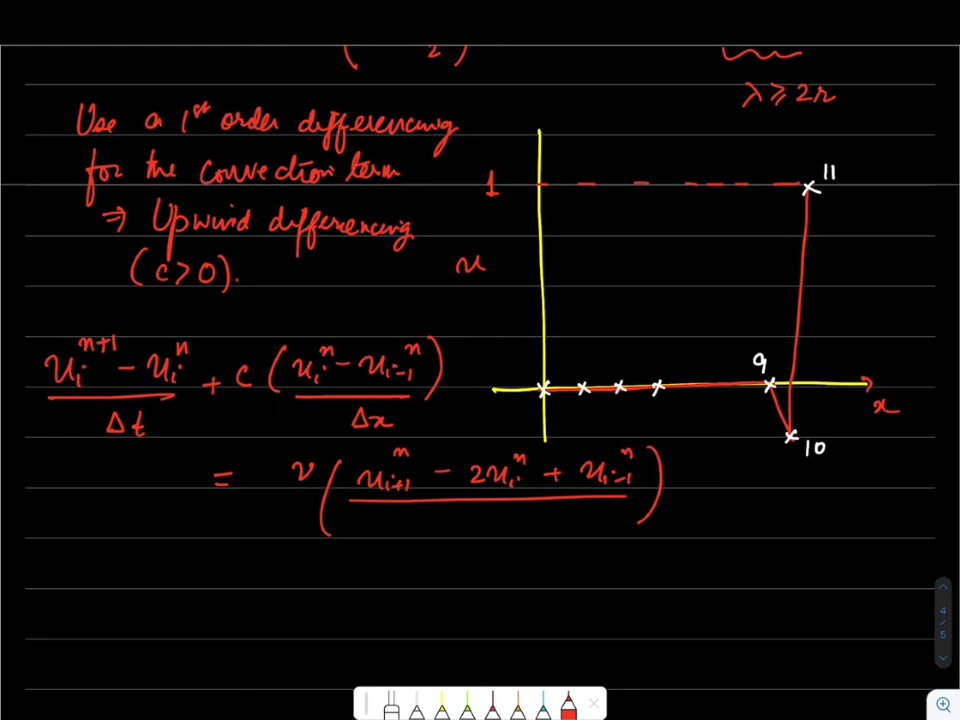 ( 2 )
λ ≥ 2r
Use a 1st order differencing
for the convection term
⇒ Upwind differencing
(c > 0).
1
11
u
9
10
x
(u_i^{n+1} - u_i^n)/Δt + c ((u_i^n - u_{i-1}^n)/Δx)
= ν (u_{i+1}^n - 2u_i^n + u_{i-1}^n)
4
/
5